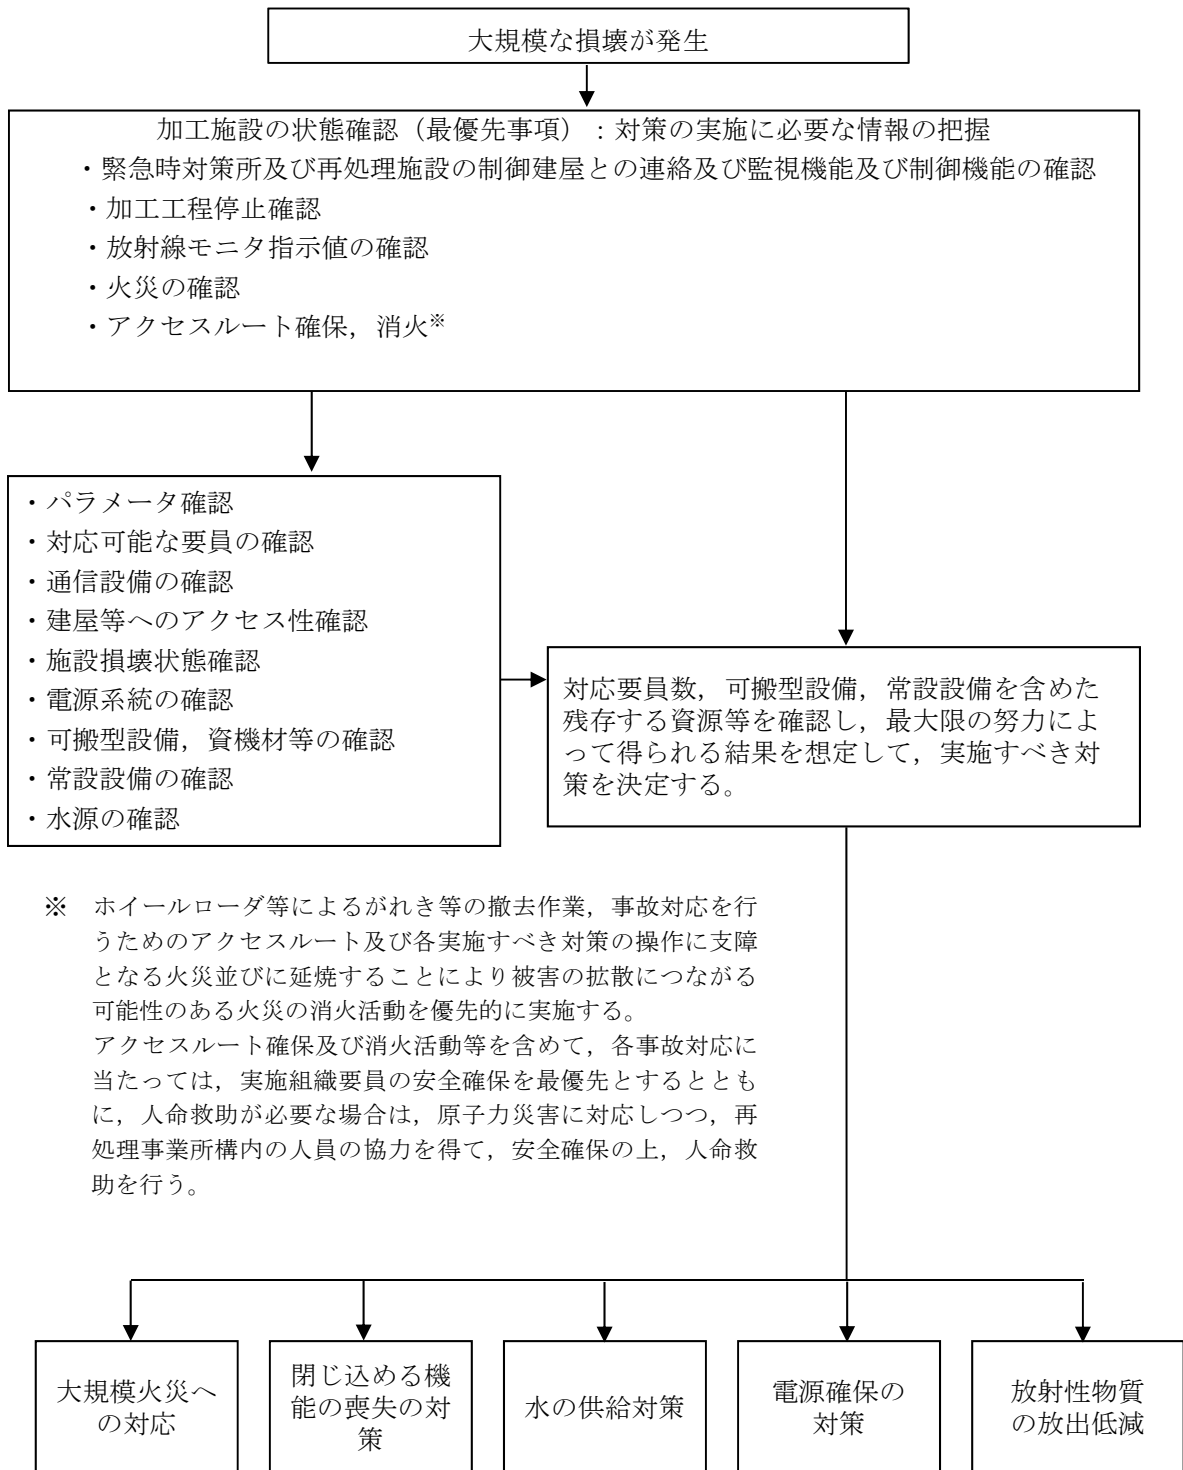 大規模な損壊が発生
加工施設の状態確認（最優先事項）：対策の実施に必要な情報の把握
・緊急時対策所及び再処理施設の制御建屋との連絡及び監視機能及び制御機能の確認
・加工工程停止確認
・放射線モニタ指示値の確認
・火災の確認
・アクセスルート確保，消火※
・パラメータ確認
・対応可能な要員の確認
・通信設備の確認
・建屋等へのアクセス性確認
・施設損壊状態確認
・電源系統の確認
・可搬型設備，資機材等の確認
・常設設備の確認
・水源の確認
対応要員数，可搬型設備，常設設備を含めた
残存する資源等を確認し，最大限の努力によ
って得られる結果を想定して，実施すべき対
策を決定する。
※　ホイールローダ等によるがれき等の撤去作業，事故対応を行
うためのアクセスルート及び各実施すべき対策の操作に支障
となる火災並びに延焼することにより被害の拡散につながる
可能性のある火災の消火活動を優先的に実施する。
アクセスルート確保及び消火活動等を含めて，各事故対応に
当たっては，実施組織要員の安全確保を最優先とするととも
に，人命救助が必要な場合は，原子力災害に対応しつつ，再
処理事業所構内の人員の協力を得て，安全確保の上，人命救
助を行う。
大規模火災へ
の対応
閉じ込める機
能の喪失の対
策
水の供給対策
電源確保の
対策
放射性物質
の放出低減